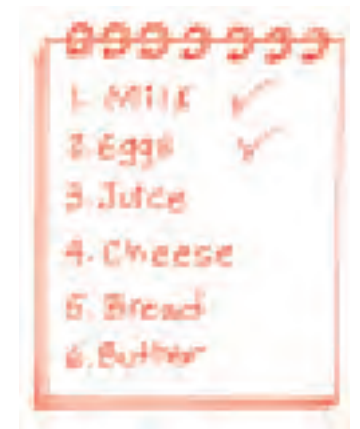 1. Milk ✓
2. Eggs ✓
3. Juice
4. Cheese
5. Bread
6. Butter